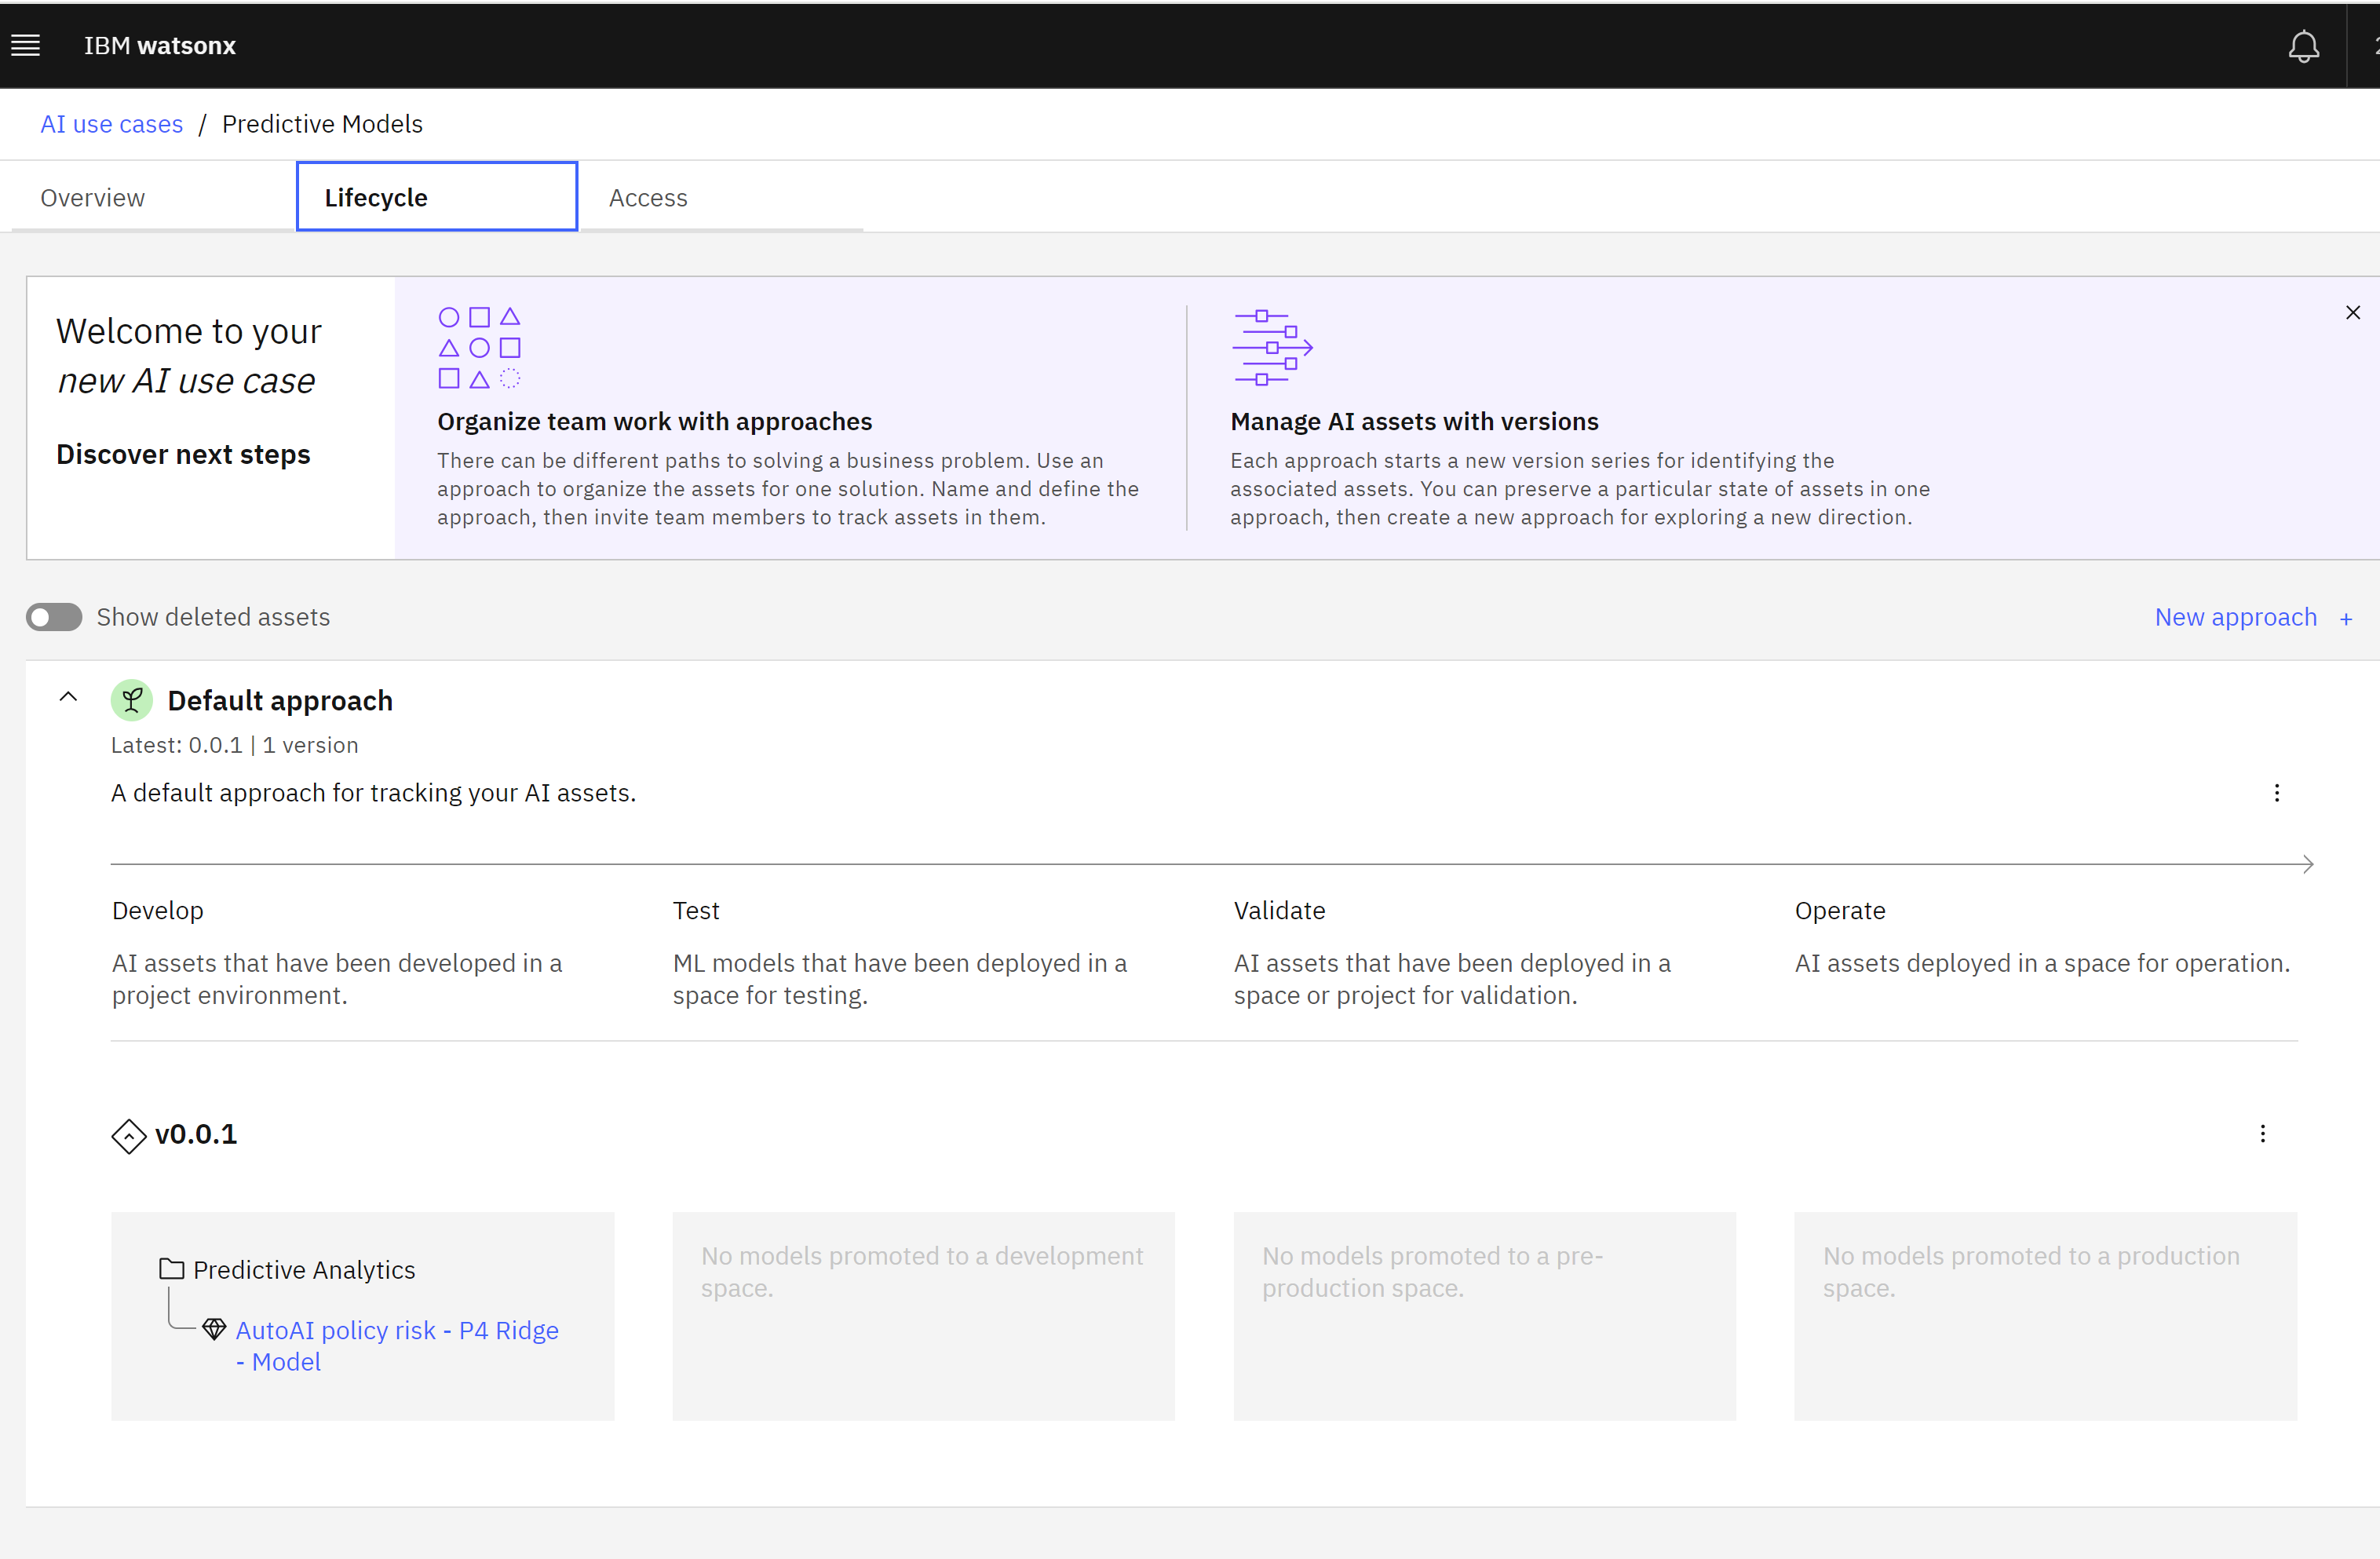 IBM watsonx
AI use cases / Predictive Models
Overview
Lifecycle
Access
Welcome to your
new AI use case
Discover next steps
Organize team work with approaches
There can be different paths to solving a business problem. Use an
approach to organize the assets for one solution. Name and define the
approach, then invite team members to track assets in them.
Manage AI assets with versions
Each approach starts a new version series for identifying the
associated assets. You can preserve a particular state of assets in one
approach, then create a new approach for exploring a new direction.
Show deleted assets
New approach +
Default approach
Latest: 0.0.1 | 1 version
A default approach for tracking your AI assets.
Develop
AI assets that have been developed in a
project environment.
Test
ML models that have been deployed in a
space for testing.
Validate
AI assets that have been deployed in a
space or project for validation.
Operate
AI assets deployed in a space for operation.
v0.0.1
Predictive Analytics
AutoAI policy risk - P4 Ridge
- Model
No models promoted to a development
space.
No models promoted to a pre-
production space.
No models promoted to a production
space.